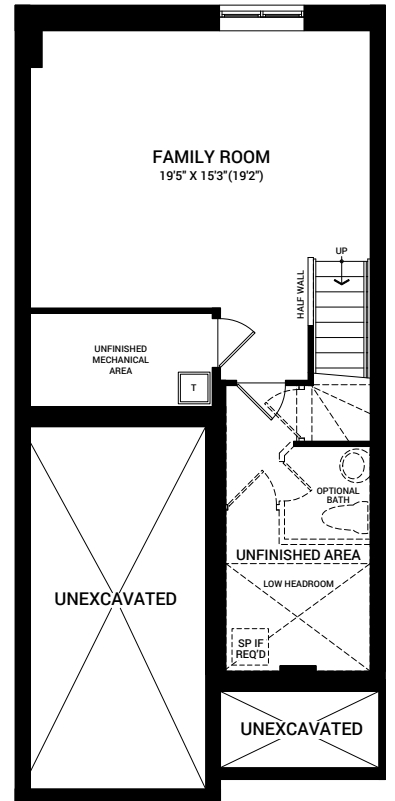 FAMILY ROOM
19'5" X 15'3"(19'2")
UP
HALF WALL
UNFINISHED
MECHANICAL
AREA
T
OPTIONAL
BATH
UNFINISHED AREA
LOW HEADROOM
UNEXCAVATED
SP IF
REQ'D
UNEXCAVATED